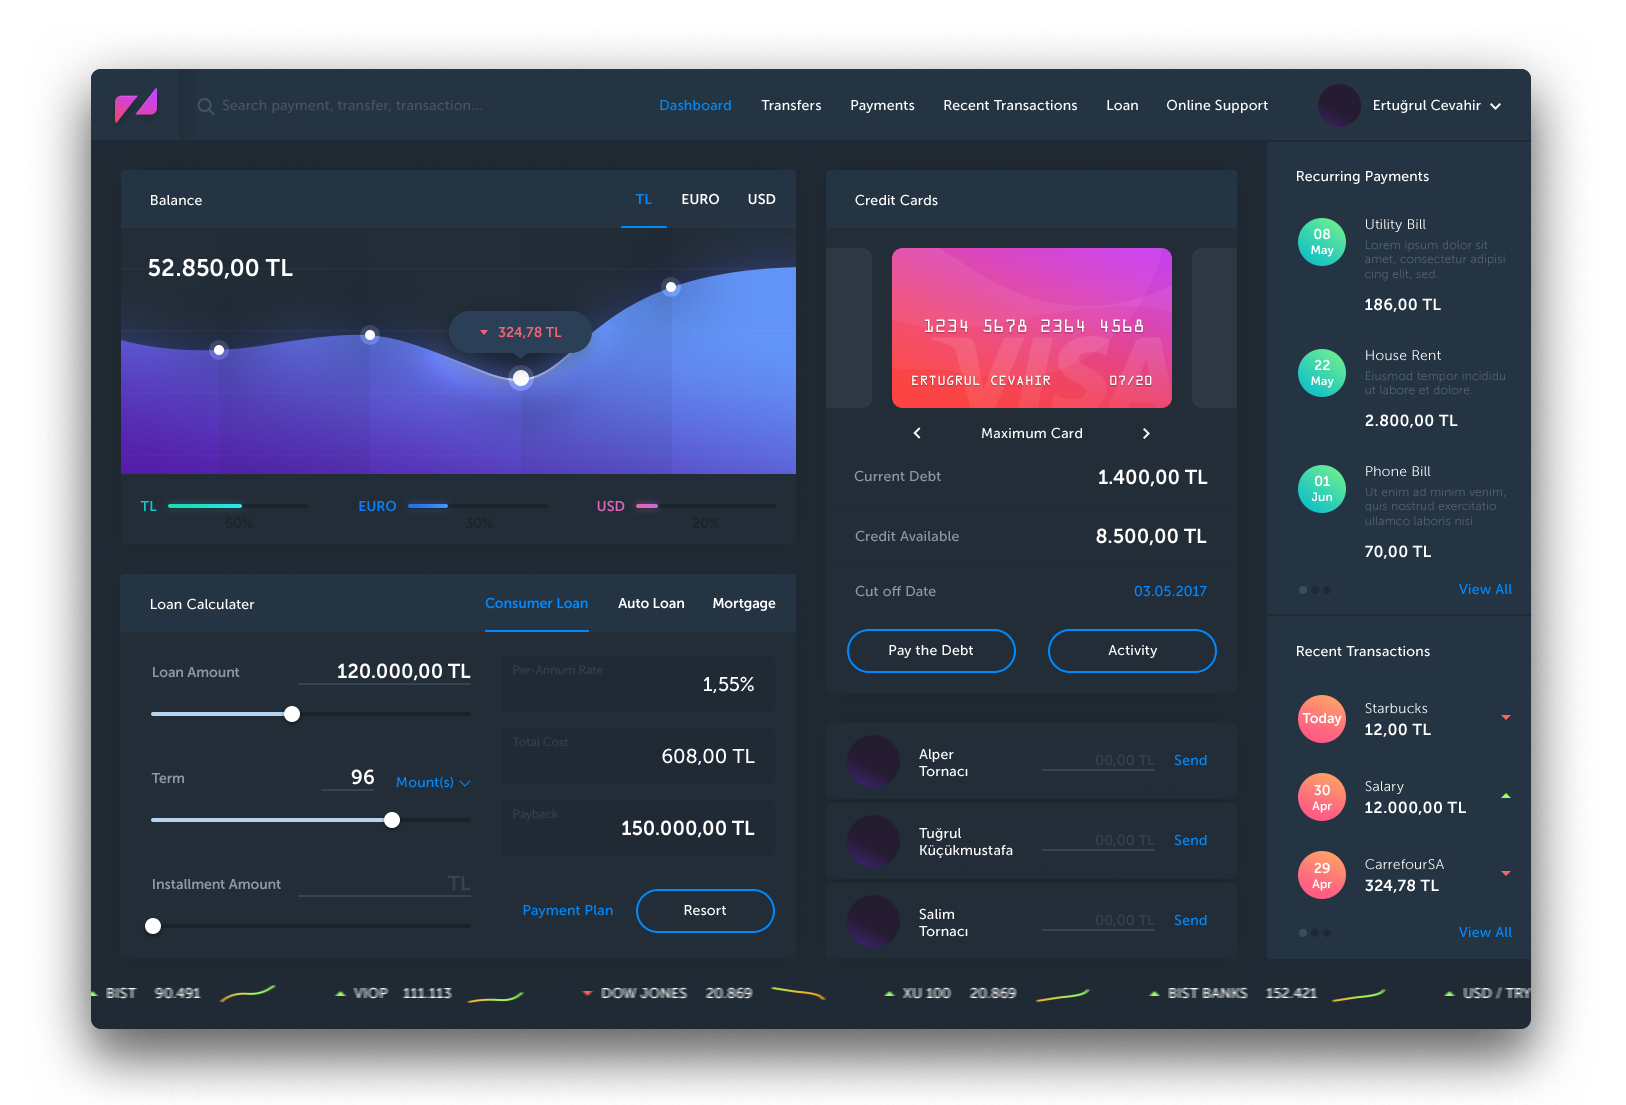 Search payment, transfer, transaction...
Dashboard
Transfers
Payments
Recent Transactions
Loan
Online Support
Ertuğrul Cevahir
Balance
TL
EURO
USD
52.850,00 TL
324,78 TL
TL
50%
EURO
30%
USD
20%
Loan Calculater
Consumer Loan
Auto Loan
Mortgage
Loan Amount
120.000,00 TL
Term
96
Mount(s)
Installment Amount
TL
Per-Annum Rate
1,55%
Total Cost
608,00 TL
Payback
150.000,00 TL
Payment Plan
Resort
Credit Cards
1234 5678 2364 4568
VISA
ERTUGRUL CEVAHIR
07/20
Maximum Card
Current Debt
1.400,00 TL
Credit Available
8.500,00 TL
Cut off Date
03.05.2017
Pay the Debt
Activity
Alper
Tornacı
00,00 TL
Send
Tuğrul
Küçükmustafa
00,00 TL
Send
Salim
Tornacı
00,00 TL
Send
Recurring Payments
08
May
Utility Bill
Lorem ipsum dolor sit
amet, consectetur adipisi
cing elit, sed.
186,00 TL
22
May
House Rent
Eiusmod tempor incididu
ut labore et dolore.
2.800,00 TL
01
Jun
Phone Bill
Ut enim ad minim venim,
quis nostrud exercitatio
ullamco laboris nisi.
70,00 TL
View All
Recent Transactions
Today
Starbucks
12,00 TL
30
Apr
Salary
12.000,00 TL
29
Apr
CarrefourSA
324,78 TL
View All
BIST 90.491
VIOP 111.113
DOW JONES 20.869
XU 100 20.869
BIST BANKS 152.421
USD / TRY